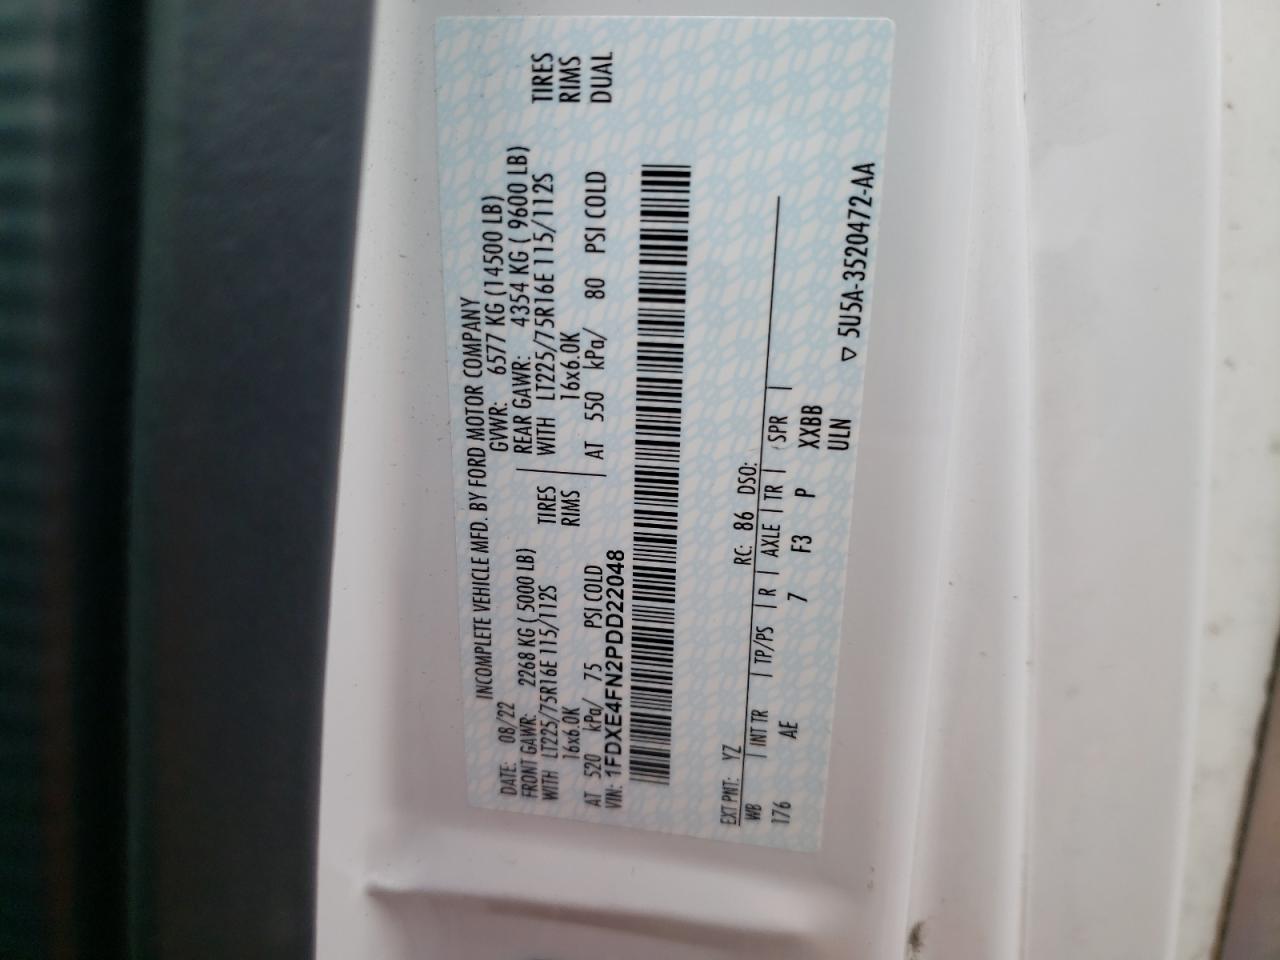 INCOMPLETE VEHICLE MFD. BY FORD MOTOR COMPANY
DATE: 08/22 GVWR: 6577 KG (14500 LB)
FRONT GAWR: 2268 KG ( 5000 LB) REAR GAWR: 4354 KG ( 9600 LB)
WITH LT225/75R16E 115/112S TIRES WITH LT225/75R16E 115/112S TIRES
16x6.0K RIMS 16x6.0K RIMS
AT 520 kPa/ 75 PSI COLD AT 550 kPa/ 80 PSI COLD DUAL
VIN: 1FDXE4FN2PDD22048
EXT PNT: YZ RC: 86 DSO:
WB INT TR TP/PS R AXLE TR SPR
176 AE 7 F3 P XXBB
ULN
▽ 5U5A-3520472-AA